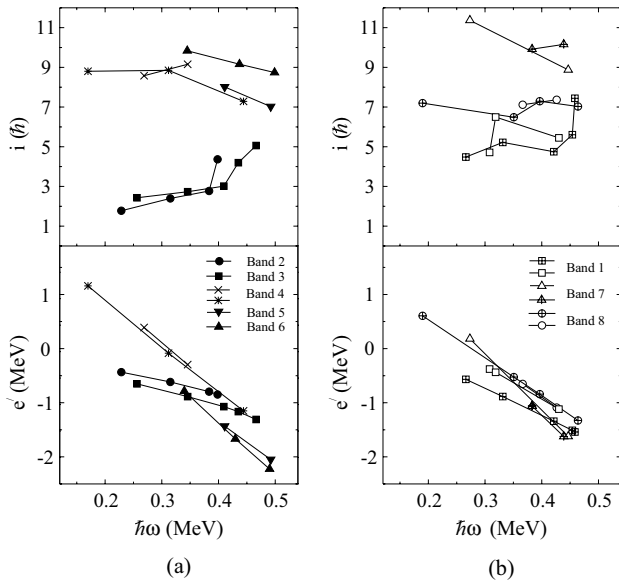 11
9
7
5
3
1
i (ℏ)
1
0
-1
-2
e′ (MeV)
Band 2
Band 3
Band 4
Band 5
Band 6
0.2 0.3 0.4 0.5
ℏω (MeV)
(a)
11
9
7
5
3
1
i (ℏ)
1
0
-1
-2
e′ (MeV)
Band 1
Band 7
Band 8
0.2 0.3 0.4 0.5
ℏω (MeV)
(b)